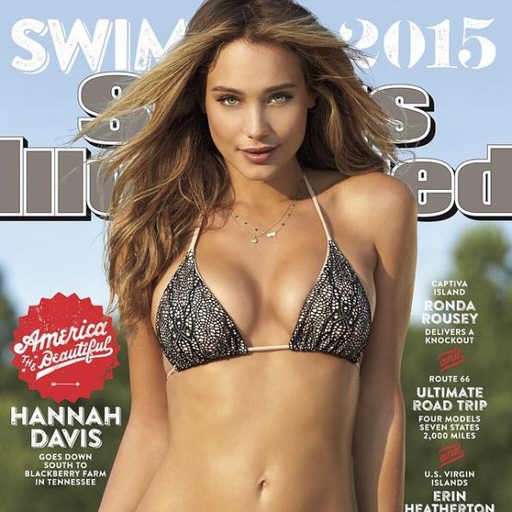 SWIM 2015
America
THE Beautiful
HANNAH
DAVIS
GOES DOWN
SOUTH TO
BLACKBERRY FARM
IN TENNESSEE
CAPTIVA
ISLAND
RONDA
ROUSEY
DELIVERS A
KNOCKOUT
and
ROUTE 66
ULTIMATE
ROAD TRIP
FOUR MODELS
SEVEN STATES
2,000 MILES
and
U.S. VIRGIN
ISLANDS
ERIN
HEATHERTON